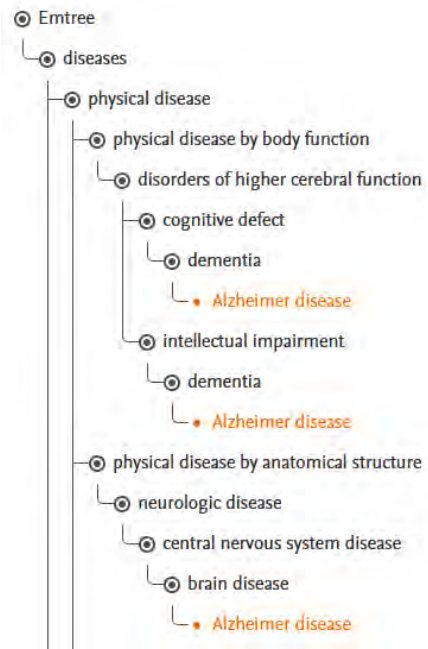 Emtree
diseases
physical disease
physical disease by body function
disorders of higher cerebral function
cognitive defect
dementia
Alzheimer disease
intellectual impairment
dementia
Alzheimer disease
physical disease by anatomical structure
neurologic disease
central nervous system disease
brain disease
Alzheimer disease